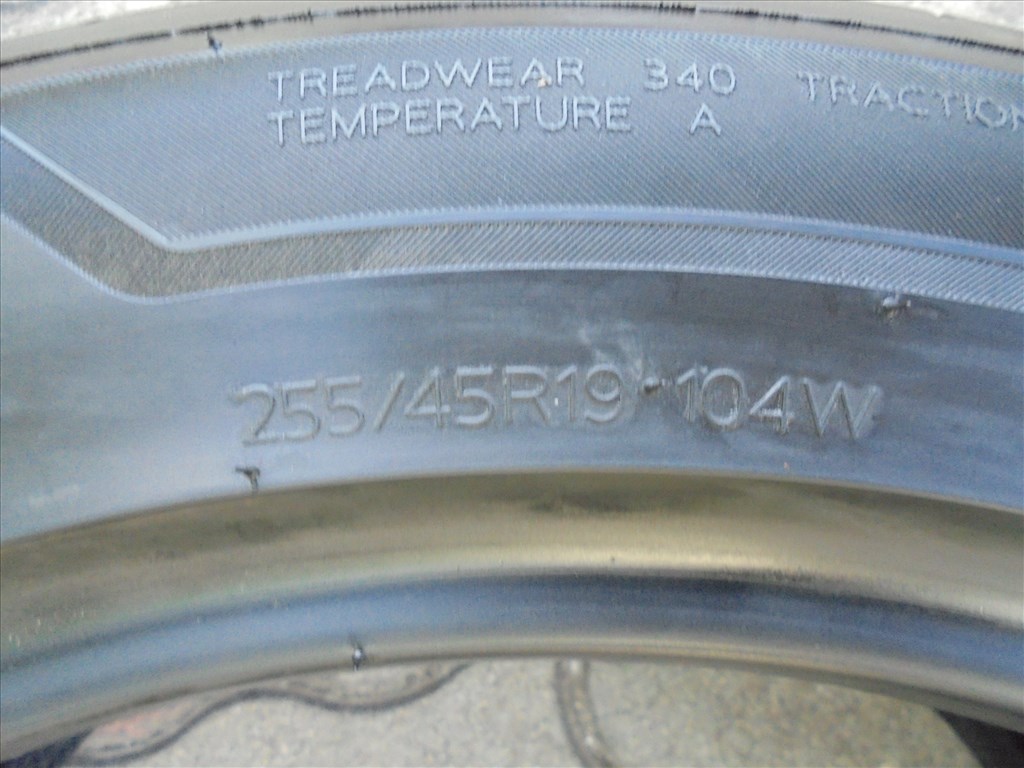 TREADWEAR 340 TRACTION
TEMPERATURE A
255/45R19 104W